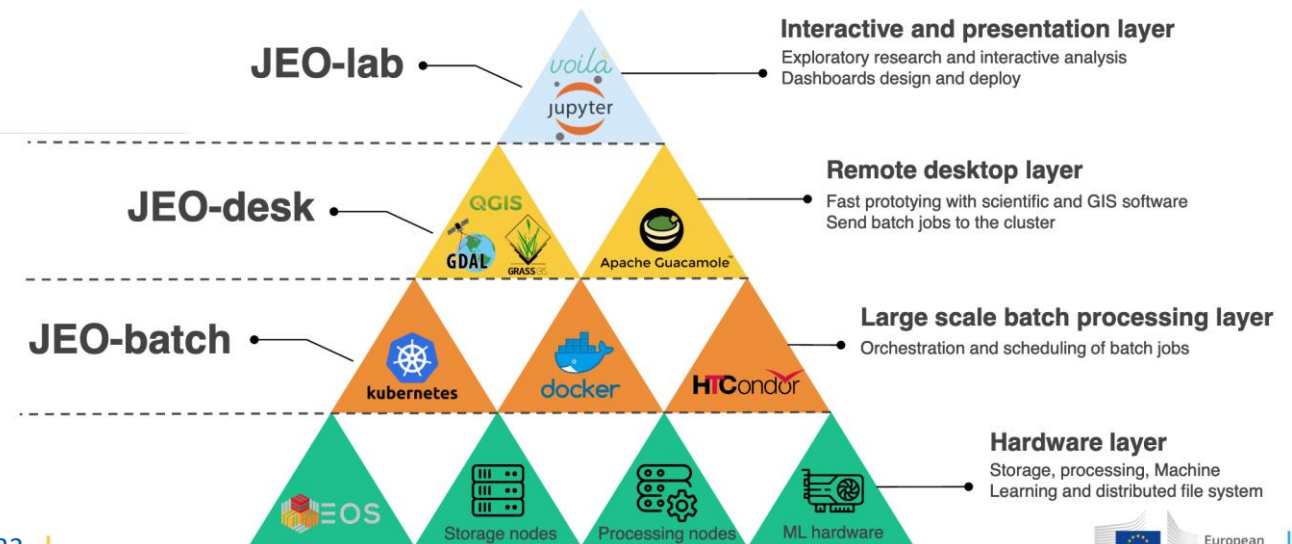 JEO-lab
voilà
jupyter
Interactive and presentation layer
Exploratory research and interactive analysis
Dashboards design and deploy
JEO-desk
QGIS
GDAL
GRASS GIS
Apache Guacamole™
Remote desktop layer
Fast prototying with scientific and GIS software
Send batch jobs to the cluster
JEO-batch
kubernetes
docker
HTCondor
Large scale batch processing layer
Orchestration and scheduling of batch jobs
EOS
Storage nodes
Processing nodes
ML hardware
Hardware layer
Storage, processing, Machine
Learning and distributed file system
European